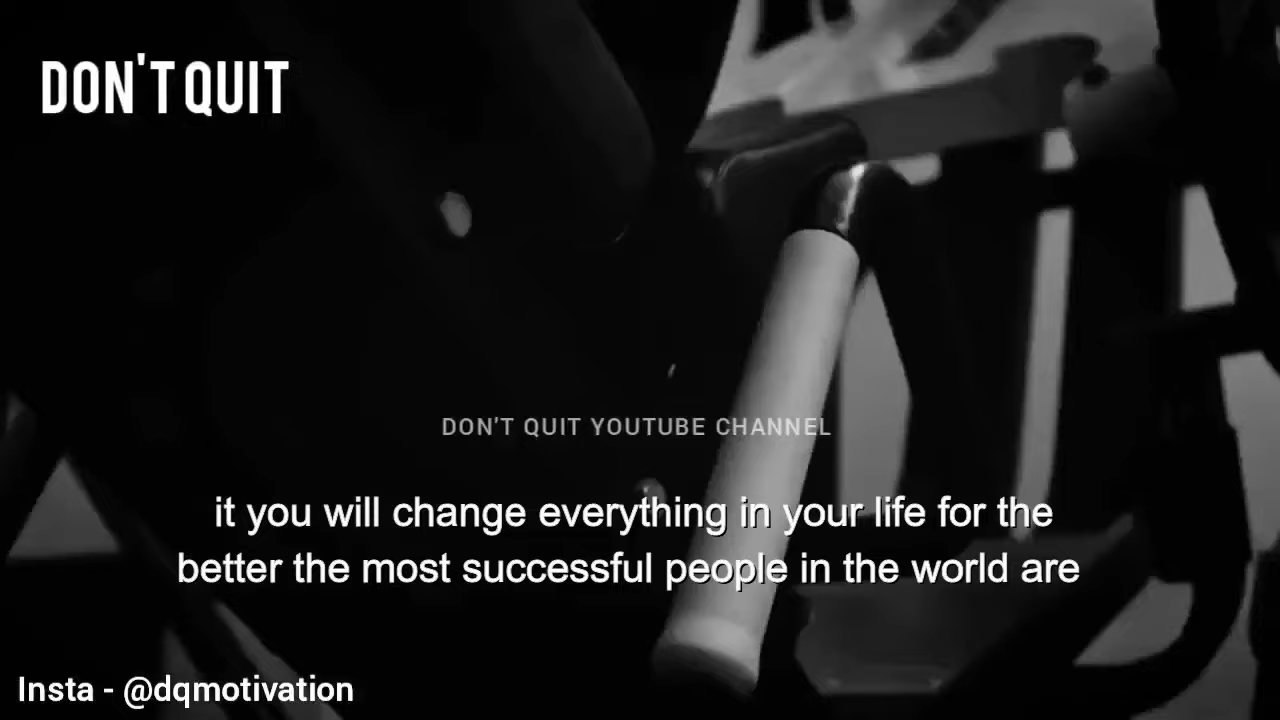 DON'T QUIT
DON'T QUIT YOUTUBE CHANNEL
it you will change everything in your life for the
better the most successful people in the world are
Insta - @dqmotivation